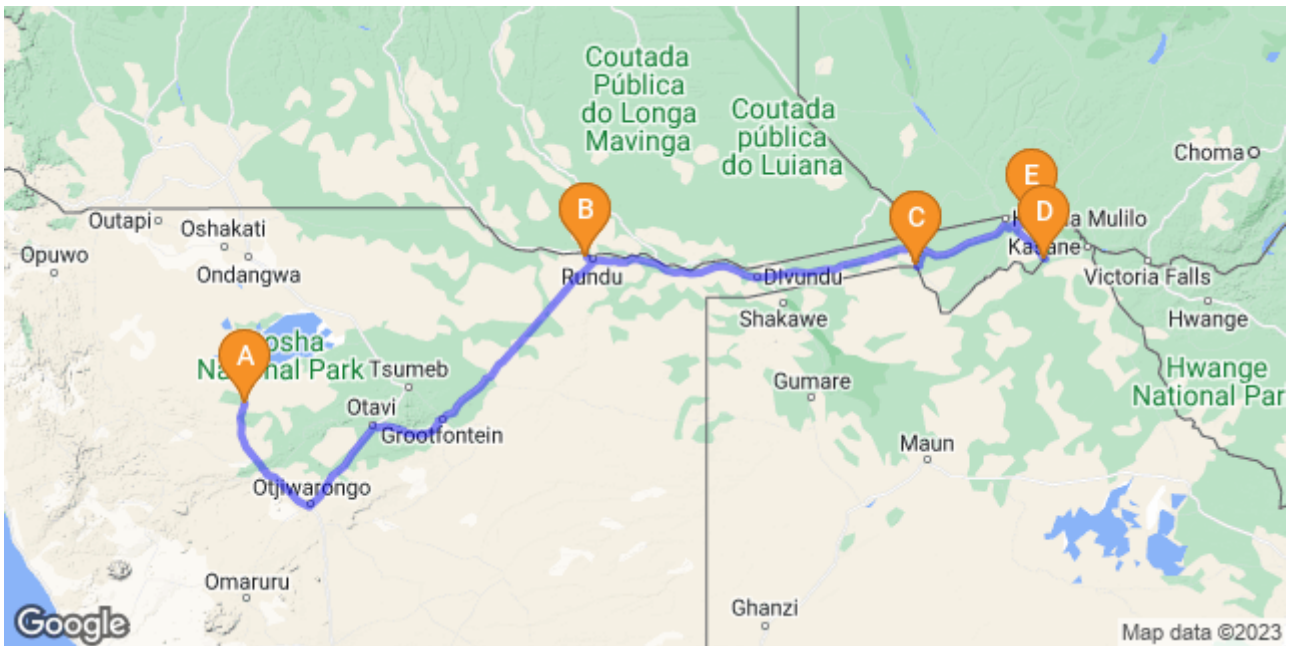 Coutada
Pública
do Longa
Mavinga
Coutada
pública
do Luiana
Choma
E
B
C
D
Outapi
Oshakati
Mulilo
Opuwo
Ondangwa
Rundu
Divundu
Victoria Falls
Shakawe
Hwange
A
National Park
Tsumeb
Hwange
National Par
Gumare
Otavi
Grootfontein
Maun
Otjiwarongo
Omaruru
Ghanzi
Google
Map data ©2023